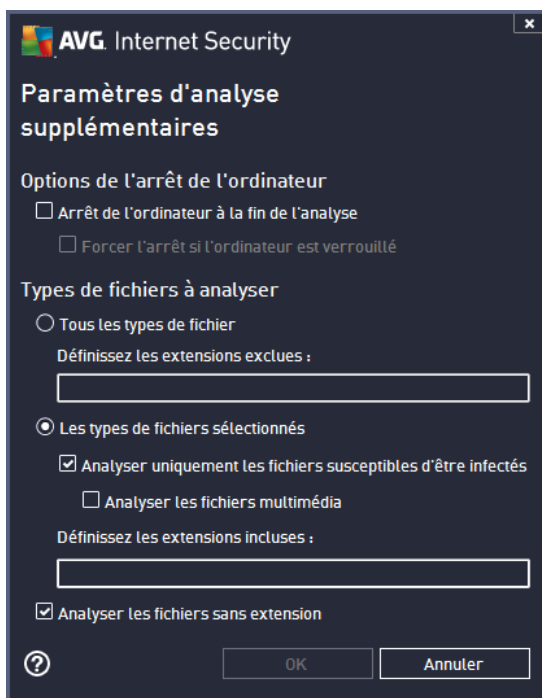 AVG. Internet Security
Paramètres d'analyse
supplémentaires
Options de l'arrêt de l'ordinateur
Arrêt de l'ordinateur à la fin de l'analyse
Forcer l'arrêt si l'ordinateur est verrouillé
Types de fichiers à analyser
Tous les types de fichier
Définissez les extensions exclues :
Les types de fichiers sélectionnés
Analyser uniquement les fichiers susceptibles d'être infectés
Analyser les fichiers multimédia
Définissez les extensions incluses :
Analyser les fichiers sans extension
OK
Annuler